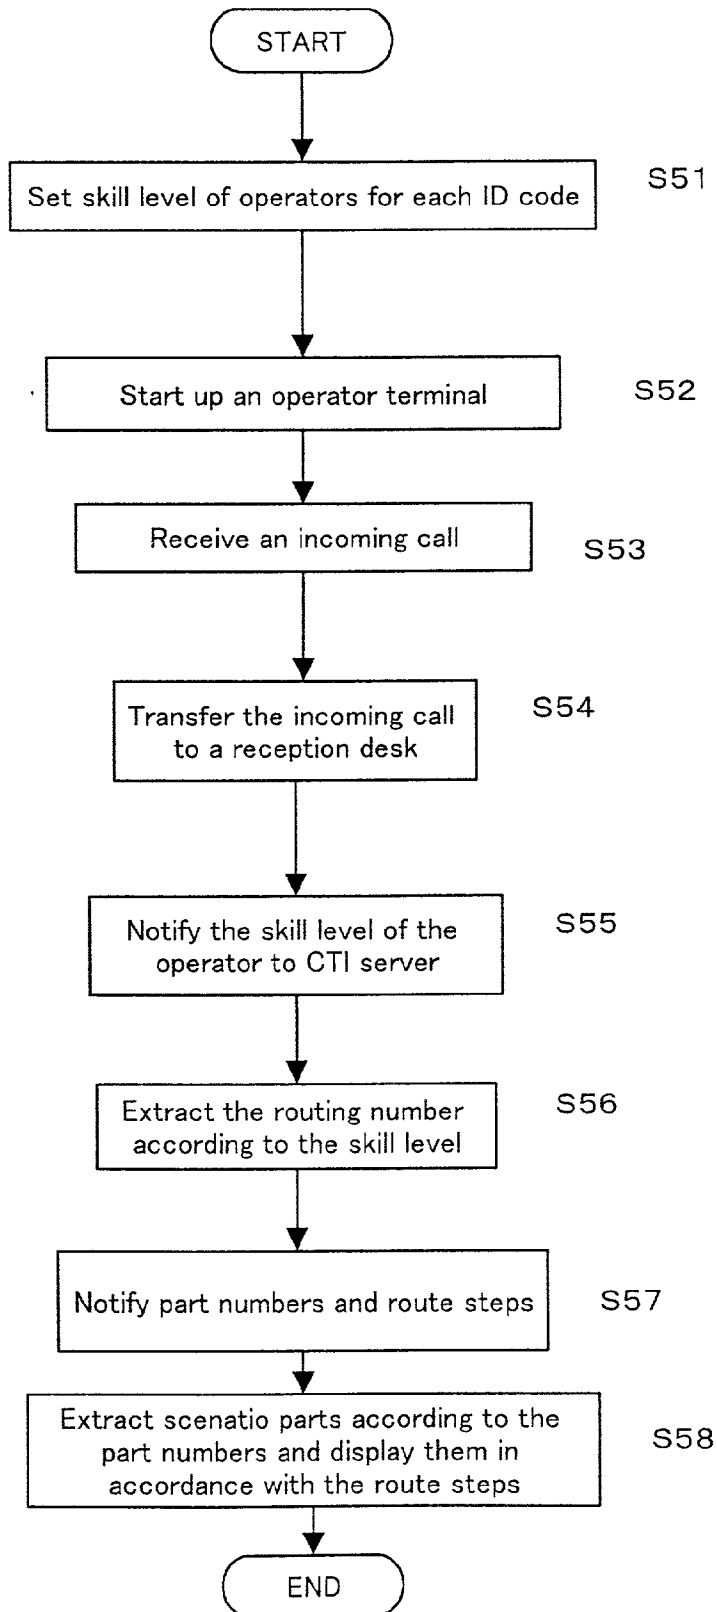 START
Set skill level of operators for each ID code
S51
Start up an operator terminal
S52
Receive an incoming call
S53
Transfer the incoming call
to a reception desk
S54
Notify the skill level of the
operator to CTI server
S55
Extract the routing number
according to the skill level
S56
Notify part numbers and route steps
S57
Extract scenatio parts according to the
part numbers and display them in
accordance with the route steps
S58
END